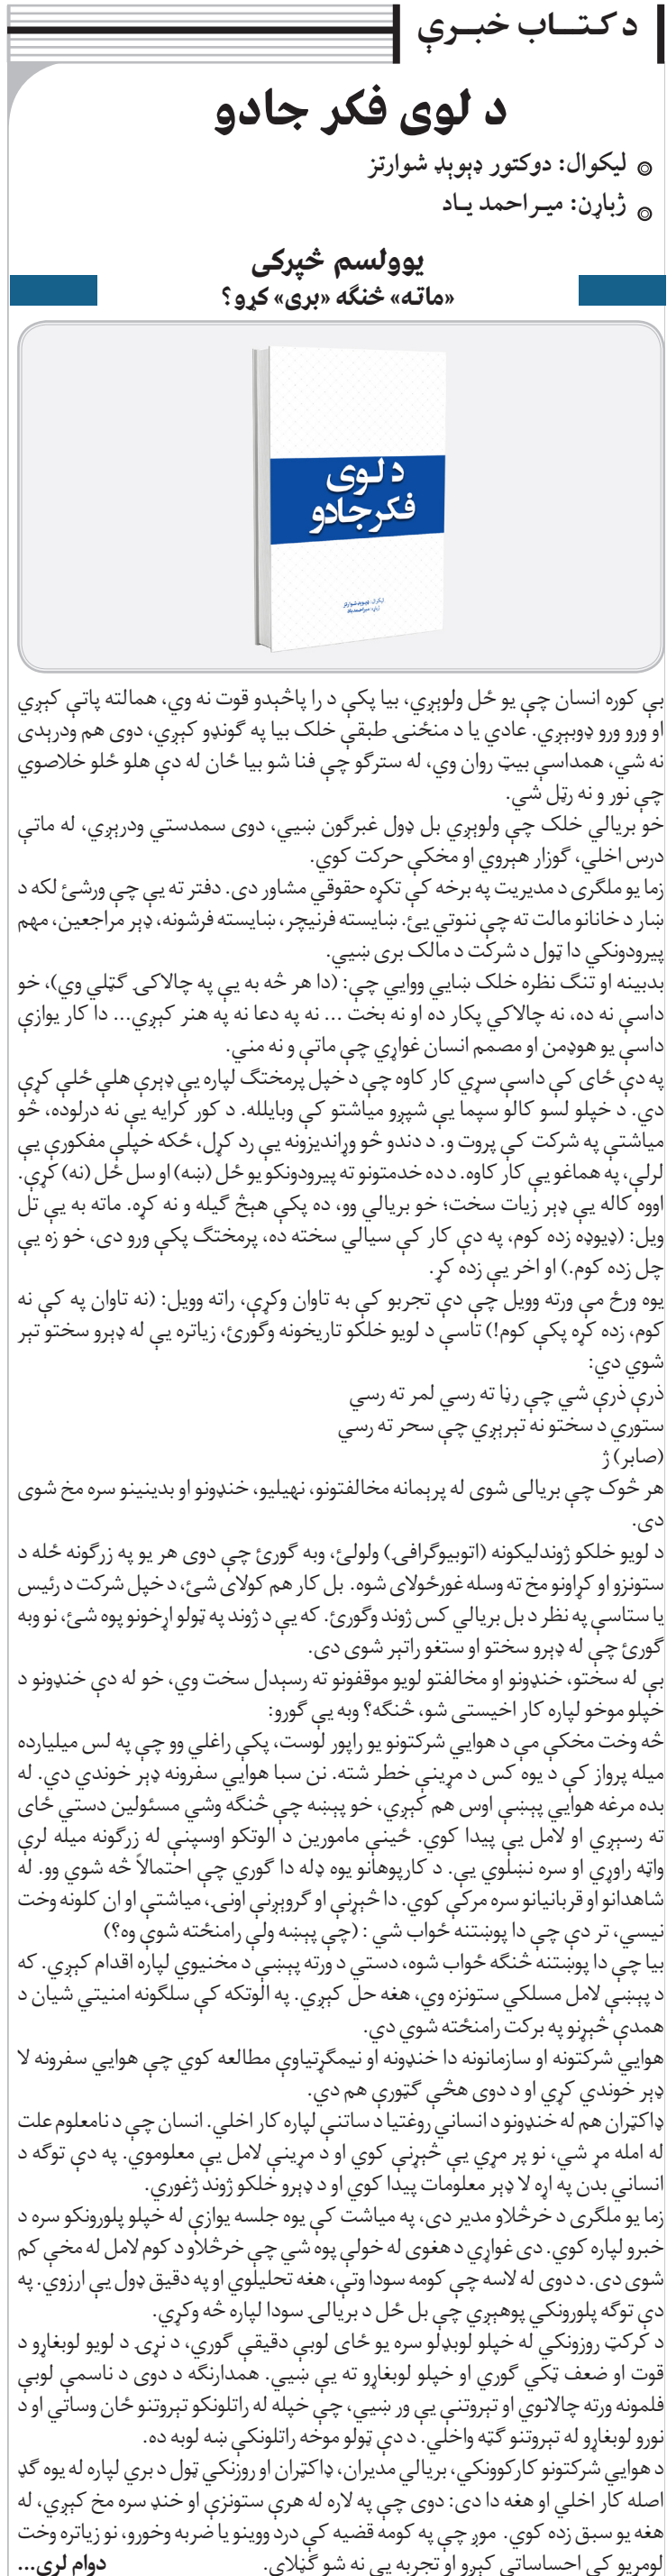 د کـتـــاب خبـــرې
د لوی فکر جادو
لیکوال: دوکتور ډېوېډ شوارتز
ژباړن: میـر احمد یـاد
یوولسم څپرکی
«ماته» څنګه «بری» کړو؟
د لـوی
فکر جادو
بې کوره انسان چې یو ځل ولوېږي، بیا پکې د را پاڅېدو قوت نه وي، همالته پاتې کېږي
او ورو ورو ډوبېږي. عادي یا د منځنۍ طبقې خلک بیا په ګونډو کېږي، دوی هم ودرېدی
نه شي، همداسې بیټ روان وي، له سترګو چې فنا شو بیا ځان له دې هلو ځلو خلاصوي
چې نور و نه رټل شي.
خو بریالي خلک چې ولوېږي بل ډول غبرګون ښيي، دوی سمدستي ودرېږي، له ماتې
درس اخلي، ګوزار هېروي او مخکې حرکت کوي.
زما یو ملګری د مدیریت په برخه کې تکړه حقوقي مشاور دی. دفتر ته یې چې ورشئ لکه د
ښار د خانانو مالت ته چې ننوتي یئ. ښایسته فرنیچر، ښایسته فرشونه، ډېر مراجعین، مهم
پیرودونکي دا ټول د شرکت د مالک بری ښيي.
بدبینه او تنګ نظره خلک ښايي ووايي چې: (دا هر څه به یې په چالاکۍ ګټلي وي)، خو
داسې نه ده، نه چالاکي پکار ده او نه بخت ... نه په دعا نه په هنر کېږي... دا کار یوازې
داسې یو هوډمن او مصمم انسان غواړي چې ماتې و نه مني.
په دې ځای کې داسې سړي کار کاوه چې د خپل پرمختګ لپاره یې ډېرې هلې ځلې کړې
دي. د خپلو لسو کالو سپما یې شپږو میاشتو کې وبایلله. د کور کرایه یې نه درلوده، څو
میاشتې په شرکت کې پروت و. د دندو څو وړاندیزونه یې رد کړل، ځکه خپلې مفکورې یې
لرلې، په هماغو یې کار کاوه. د ده خدمتونو ته پیرودونکو یو ځل (ښه) او سل ځل (نه) کړې.
اووه کاله یې ډېر زیات سخت؛ خو بریالي وو، ده پکې هېڅ ګیله و نه کړه. ماته به یې تل
ویل: (ډیوډه زده کوم، په دې کار کې سیالي سخته ده، پرمختګ پکې ورو دی، خو زه یې
چل زده کوم.) او اخر یې زده کړ.
یوه ورځ مې ورته وویل چې دې تجربو کې به تاوان وکړې، راته وویل: (نه تاوان په کې نه
کوم، زده کړه پکې کوم!) تاسې د لویو خلکو تاریخونه وګورئ، زیاتره یې له ډېرو سختو تېر
شوي دي:
ذرې ذرې شي چې رڼا ته رسي لمر ته رسي
ستوري د سختو نه تېرېږي چې سحر ته رسي
(صابر) ژ
هر څوک چې بریالی شوی له پرېمانه مخالفتونو، نهیلیو، خنډونو او بدبینینو سره مخ شوی
دی.
د لویو خلکو ژوندلیکونه (اتوبیوګرافۍ) ولولئ، وبه ګورئ چې دوی هر یو په زرګونه ځله د
ستونزو او کړاونو مخ ته وسله غورځولای شوه. بل کار هم کولای شئ، د خپل شرکت د رئیس
یا ستاسې په نظر د بل بریالي کس ژوند وګورئ. که یې د ژوند په ټولو اړخونو پوه شئ، نو وبه
ګورئ چې له ډېرو سختو او ستغو راتېر شوی دی.
بې له سختو، خنډونو او مخالفتو لویو موقفونو ته رسېدل سخت وي، خو له دې خنډونو د
خپلو موخو لپاره کار اخیستی شو، څنګه؟ وبه یې ګورو:
څه وخت مخکې مې د هوايي شرکتونو یو راپور لوست، پکې راغلي وو چې په لس میلیارده
میله پرواز کې د یوه کس د مړینې خطر شته. نن سبا هوايي سفرونه ډېر خوندي دي. له
بده مرغه هوايي پېښې اوس هم کېږي، خو پېښه چې څنګه وشي مسئولین دستي ځای
ته رسېږي او لامل یې پیدا کوي. ځینې مامورین د الوتکو اوسپنې له زرګونه میله لرې
واټه راوړي او سره نښلوي یې. د کارپوهانو یوه ډله دا ګوري چې احتمالاً څه شوي وو. له
شاهدانو او قربانیانو سره مرکې کوي. دا څېړنې او ګروېږنې اونۍ، میاشتې او ان کلونه وخت
نیسي، تر دې چې دا پوښتنه ځواب شي : (چې پېښه ولې رامنځته شوې وه؟)
بیا چې دا پوښتنه څنګه ځواب شوه، دستي د ورته پېښې د مخنیوي لپاره اقدام کېږي. که
د پېښې لامل مسلکي ستونزه وي، هغه حل کېږي. په الوتکه کې سلګونه امنیتي شیان د
همدې څېړنو په برکت رامنځته شوي دي.
هوايي شرکتونه او سازمانونه دا خنډونه او نیمګړتیاوې مطالعه کوي چې هوايي سفرونه لا
ډېر خوندي کړي او د دوی هڅې ګټورې هم دي.
ډاکټران هم له خنډونو د انساني روغتیا د ساتنې لپاره کار اخلي. انسان چې د نامعلوم علت
له امله مړ شي، نو پر مړي یې څېړنې کوي او د مړینې لامل یې معلوموي. په دې توګه د
انساني بدن په اړه لا ډېر معلومات پیدا کوي او د ډېرو خلکو ژوند ژغوري.
زما یو ملګری د خرڅلاو مدیر دی، په میاشت کې یوه جلسه یوازې له خپلو پلورونکو سره د
خبرو لپاره کوي. دی غواړي د هغوی له خولې پوه شي چې خرڅلاو د کوم لامل له مخې کم
شوی دی. د دوی له لاسه چې کومه سودا وتې، هغه تحلیلوي او په دقیق ډول یې ارزوي. په
دې توګه پلورونکي پوهېږي چې بل ځل د بریالۍ سودا لپاره څه وکړي.
د کرکټ روزونکي له خپلو لوبډلو سره یو ځای لوبې دقیقې ګوري، د نړۍ د لویو لوبغاړو د
قوت او ضعف ټکي ګوري او خپلو لوبغاړو ته یې ښيي. همدارنګه د دوی د ناسمې لوبې
فلمونه ورته چالانوي او تېروتنې یې ور ښيي، چې خپله له راتلونکو تېروتنو ځان وساتي او د
نورو لوبغاړو له تېروتنو ګټه واخلي. د دې ټولو موخه راتلونکې ښه لوبه ده.
د هوايي شرکتونو کارکوونکي، بریالي مدیران، ډاکټران او روزنکي ټول د بري لپاره له یوه ګډ
اصله کار اخلي او هغه دا دی: دوی چې په لاره له هرې ستونزې او خنډ سره مخ کېږي، له
هغه یو سبق زده کوي. موږ چې په کومه قضیه کې درد ووینو یا ضربه وخورو، نو زیاتره وخت
لومړیو کې احساساتي کېږو او تجربه یې نه شو ګڼلای.
دوام لري...